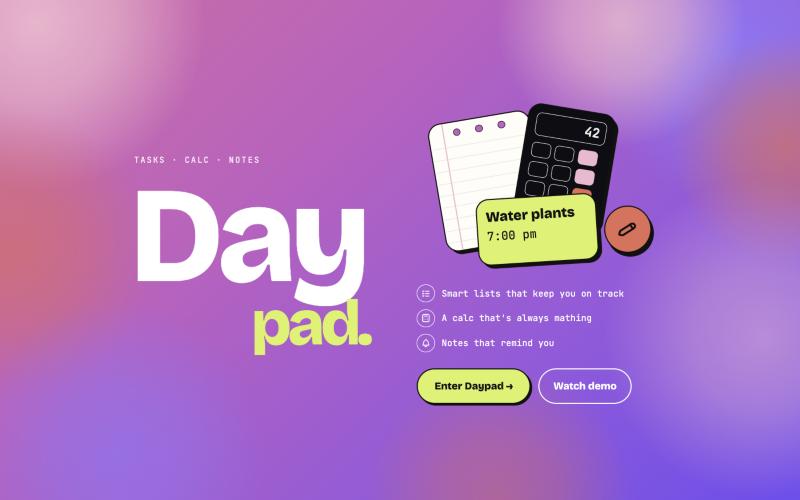 TASKS · CALC · NOTES
Day
pad.
42
Water plants
7:00 pm
Smart lists that keep you on track
A calc that's always mathing
Notes that remind you
Enter Daypad →
Watch demo